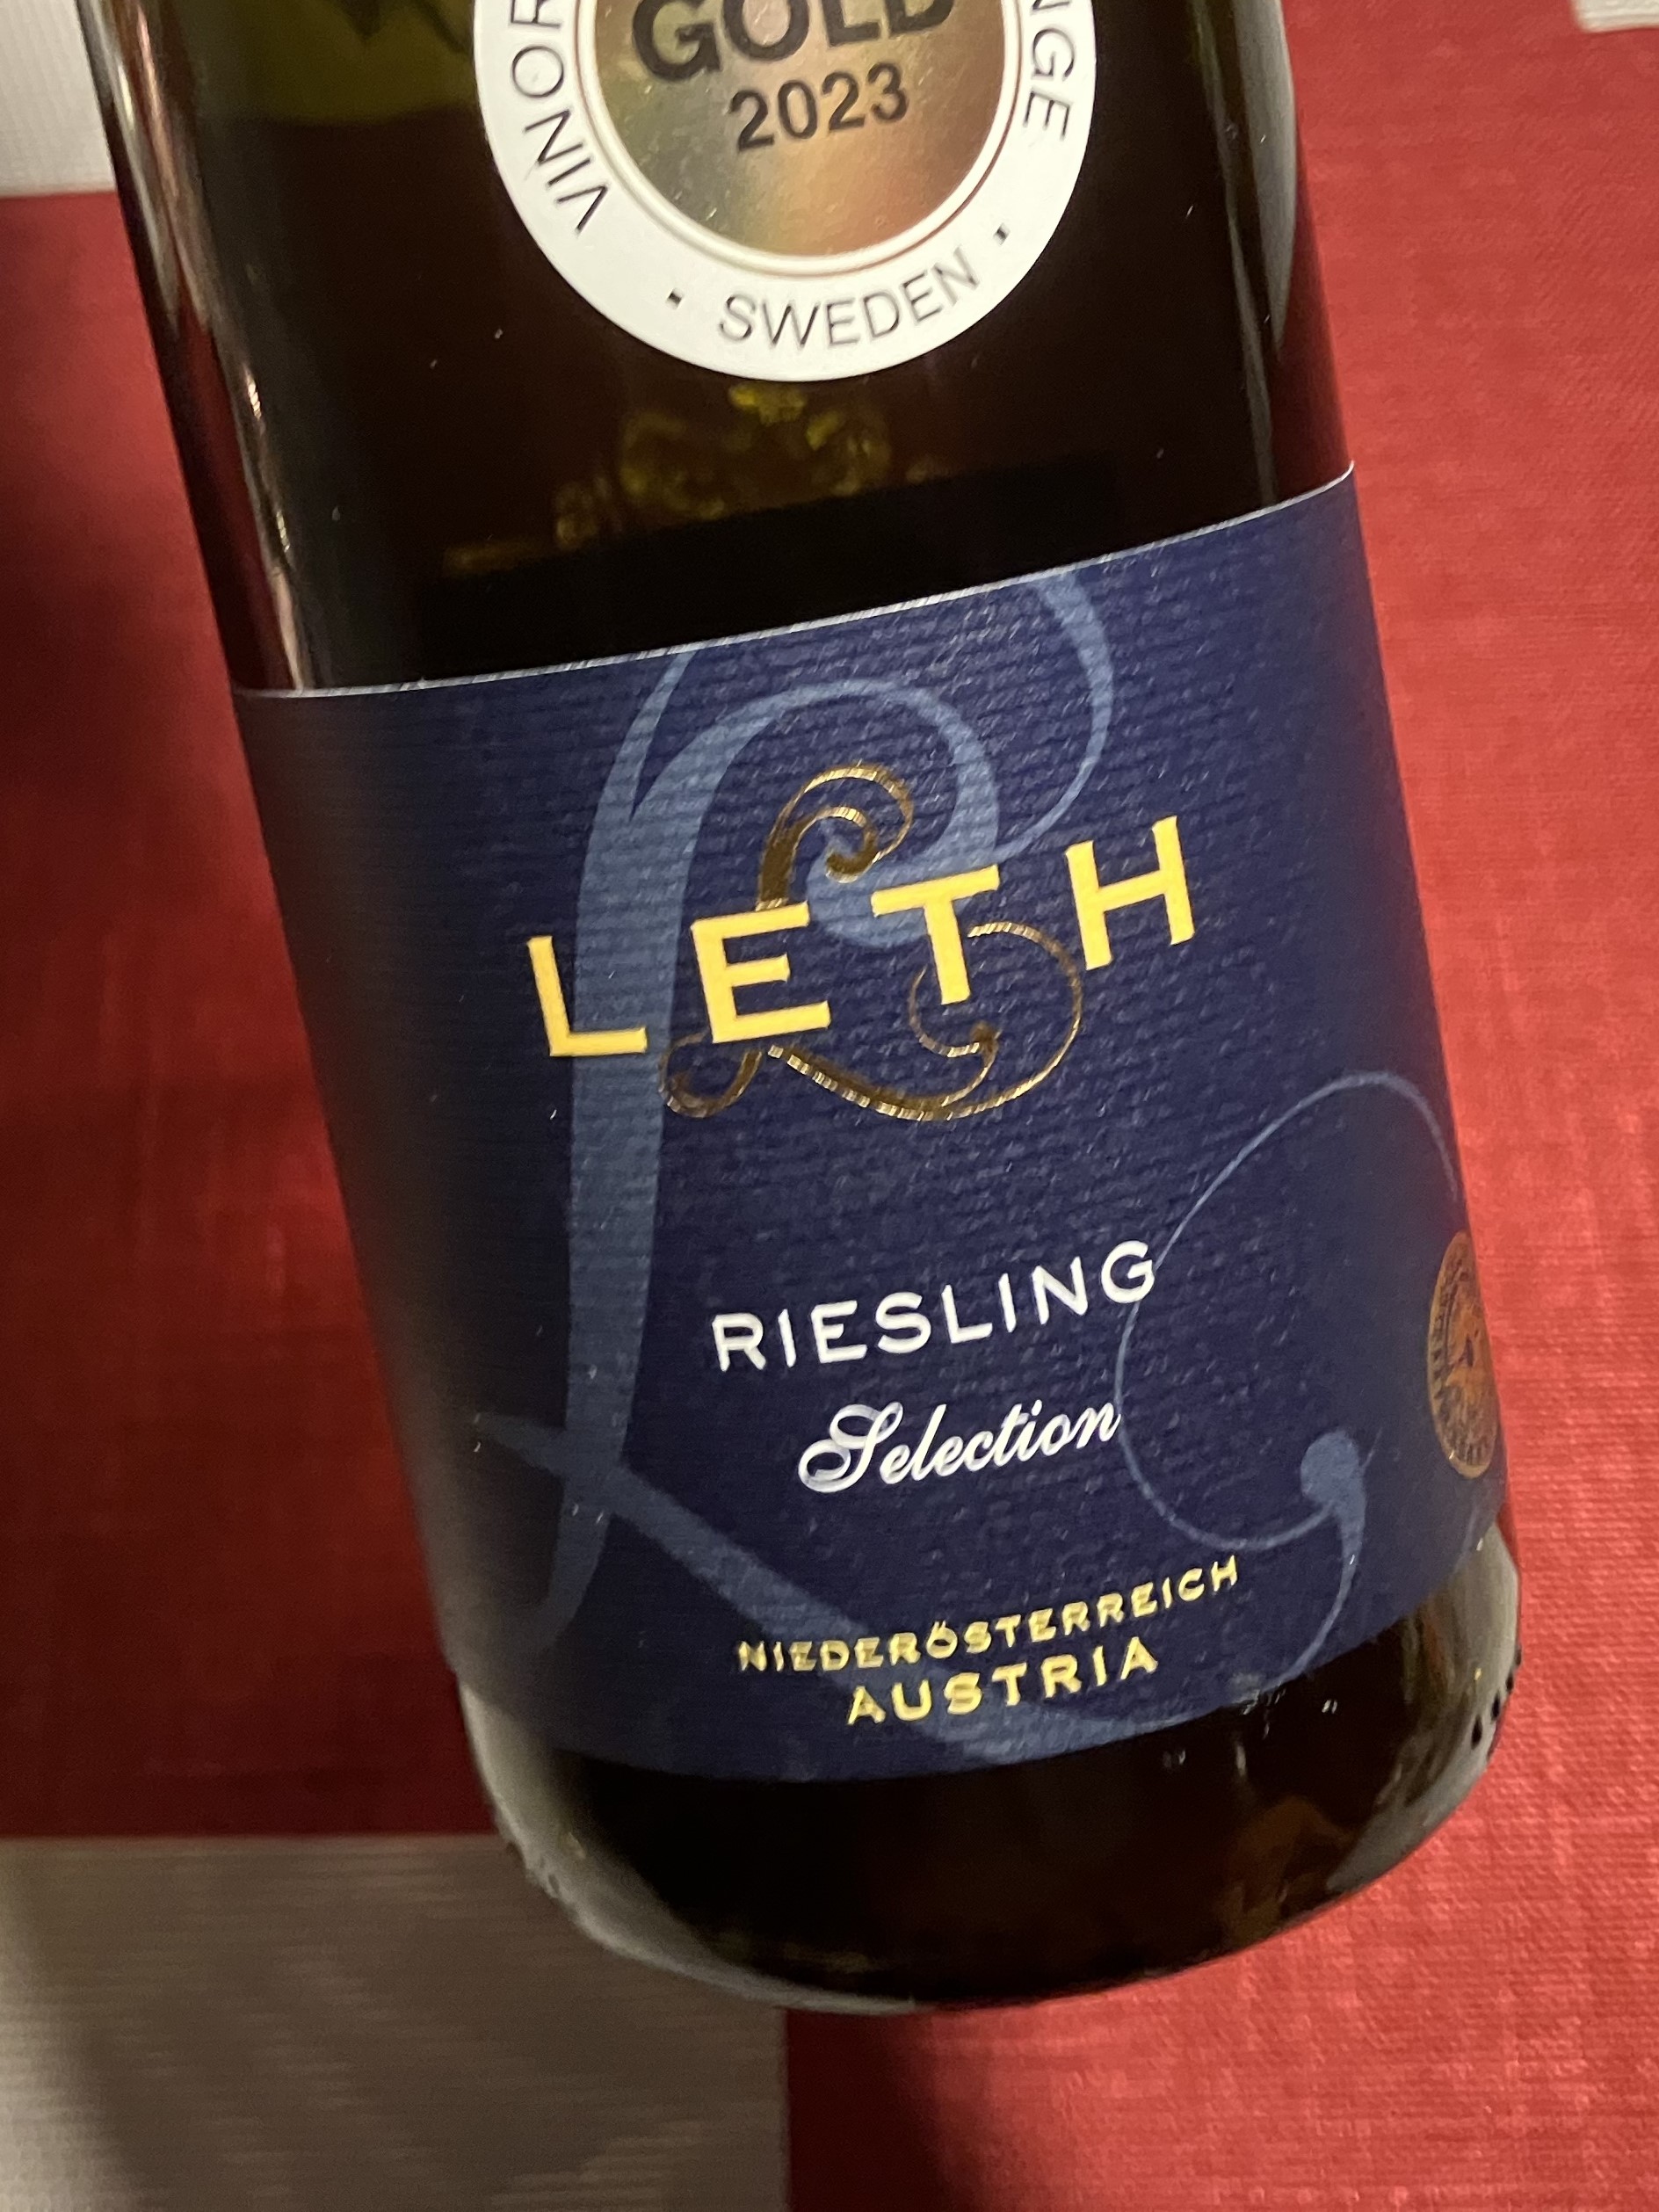 GOLD
2023
SWEDEN
LETH
RIESLING
Selection
NIEDERÖSTERREICH
AUSTRIA